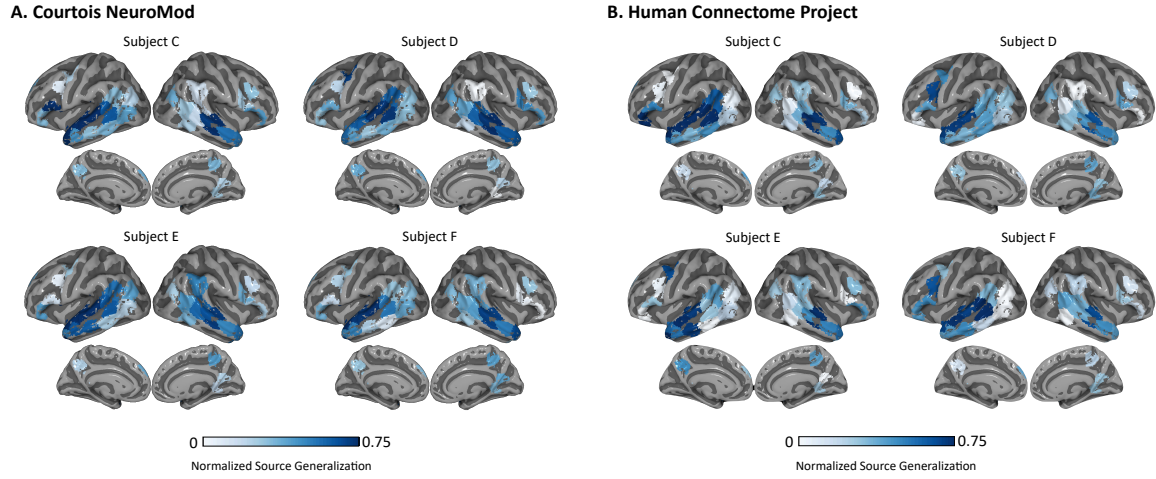 A. Courtois NeuroMod
Subject C
Subject D
Subject E
Subject F
0
0.75
Normalized Source Generalization
B. Human Connectome Project
Subject C
Subject D
Subject E
Subject F
0
0.75
Normalized Source Generalization